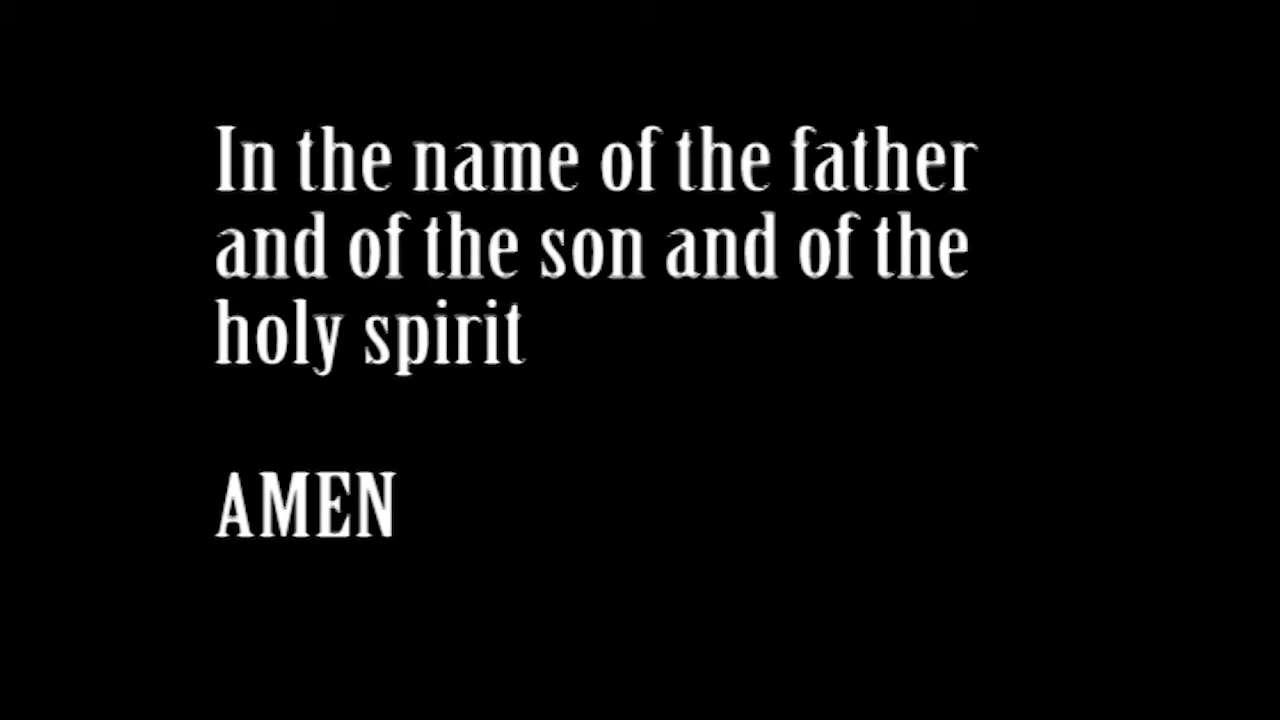 In the name of the father
and of the son and of the
holy spirit
AMEN